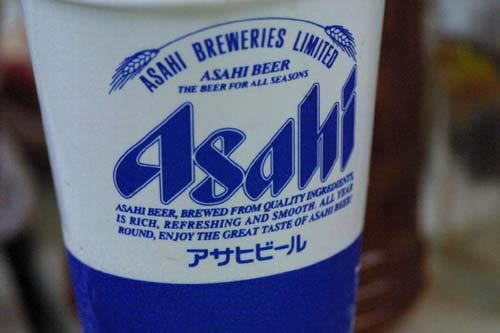 ASAHI BREWERIES LIMITED
ASAHI BEER
THE BEER FOR ALL SEASONS
Asahi
ASAHI BEER, BREWED FROM QUALITY INGREDIENTS,
IS RICH, REFRESHING AND SMOOTH. ALL YEAR
ROUND, ENJOY THE GREAT TASTE OF ASAHI BEER!
アサヒビール